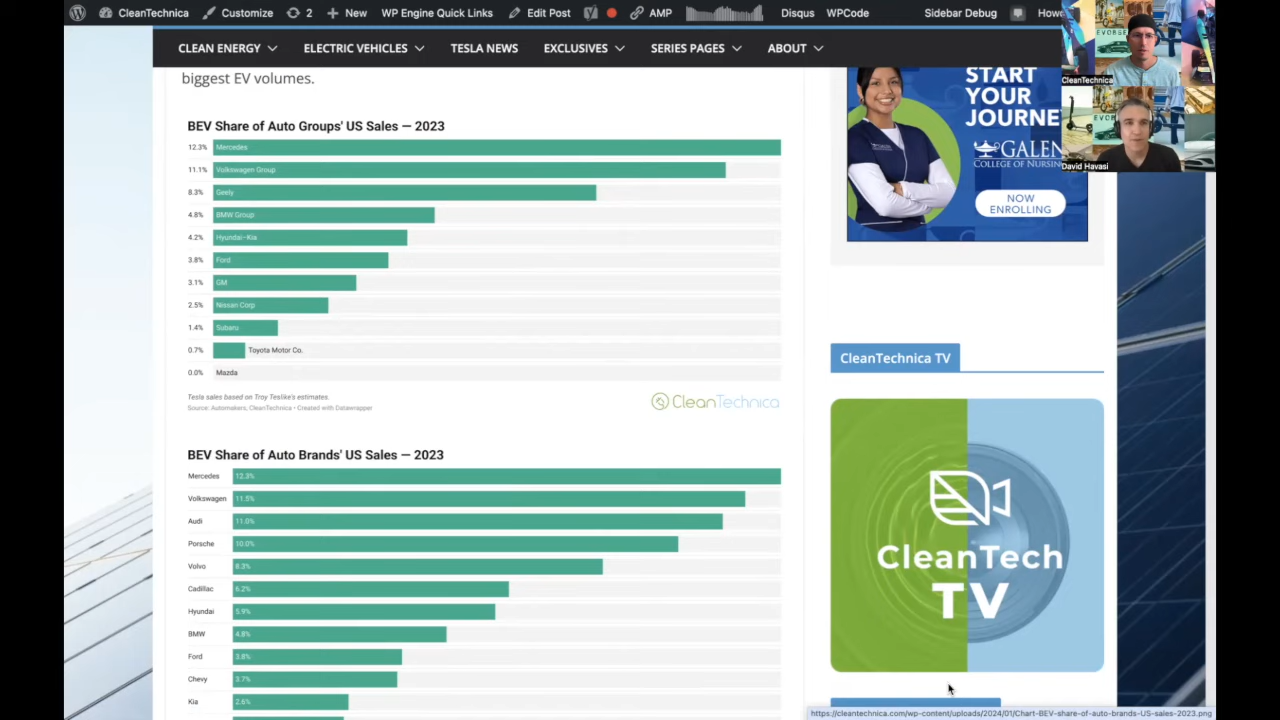 CleanTechnica Customize 2 New WP Engine Quick Links Edit Post AMP Disqus WPCode Sidebar Debug How
CLEAN ENERGY ELECTRIC VEHICLES TESLA NEWS EXCLUSIVES SERIES PAGES ABOUT
CleanTechnica
David Havasi
biggest EV volumes.
BEV Share of Auto Groups' US Sales — 2023
12.3% Mercedes
11.1% Volkswagen Group
8.3% Geely
4.8% BMW Group
4.2% Hyundai–Kia
3.8% Ford
3.1% GM
2.5% Nissan Corp
1.4% Subaru
0.7% Toyota Motor Co.
0.0% Mazda
Tesla sales based on Troy Teslike's estimates.
Source: Automakers, CleanTechnica • Created with Datawrapper
CleanTechnica
BEV Share of Auto Brands' US Sales — 2023
Mercedes 12.3%
Volkswagen 11.5%
Audi 11.0%
Porsche 10.0%
Volvo 8.3%
Cadillac 6.2%
Hyundai 5.9%
BMW 4.8%
Ford 3.8%
Chevy 3.7%
Kia 2.6%
START
YOUR
JOURNE
GALEN
COLLEGE OF NURSING
NOW
ENROLLING
CleanTechnica TV
CleanTech
TV
https://cleantechnica.com/wp-content/uploads/2024/01/Chart-BEV-share-of-auto-brands-US-sales-2023.png